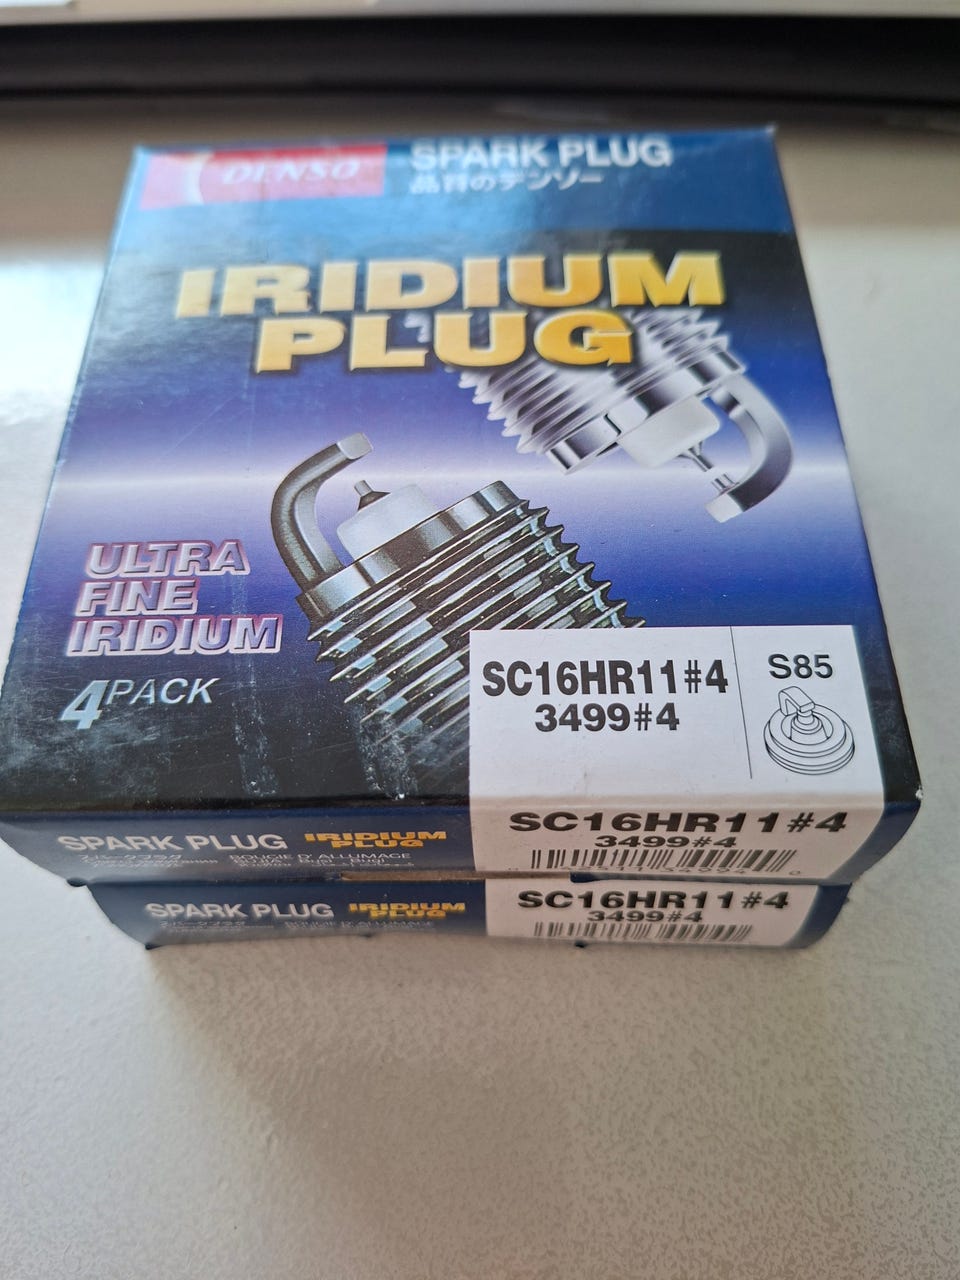 DENSO
SPARK PLUG
品質のデンソー
IRIDIUM
PLUG
ULTRA
FINE
IRIDIUM
4 PACK
SC16HR11#4
3499#4
S85
SPARK PLUG
IRIDIUM
PLUG
BOUGIE D'ALLUMAGE
SC16HR11#4
3499#4
SPARK PLUG
IRIDIUM
PLUG
SC16HR11#4
3499#4